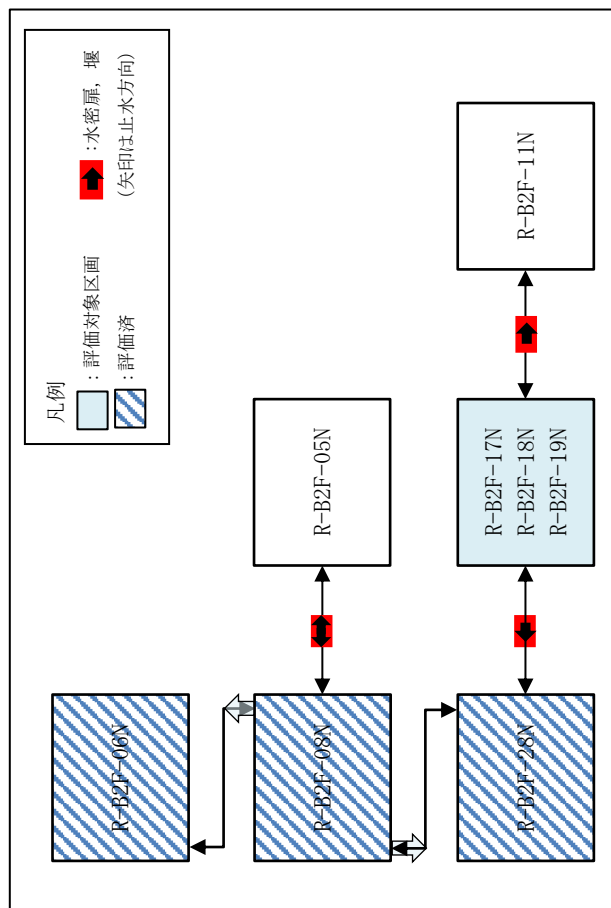 凡例
：評価対象区画
：評価済
：水密扉，堰
(矢印は止水方向)
R-B2F-06N
R-B2F-08N
R-B2F-05N
R-B2F-28N
R-B2F-17N
R-B2F-18N
R-B2F-19N
R-B2F-11N